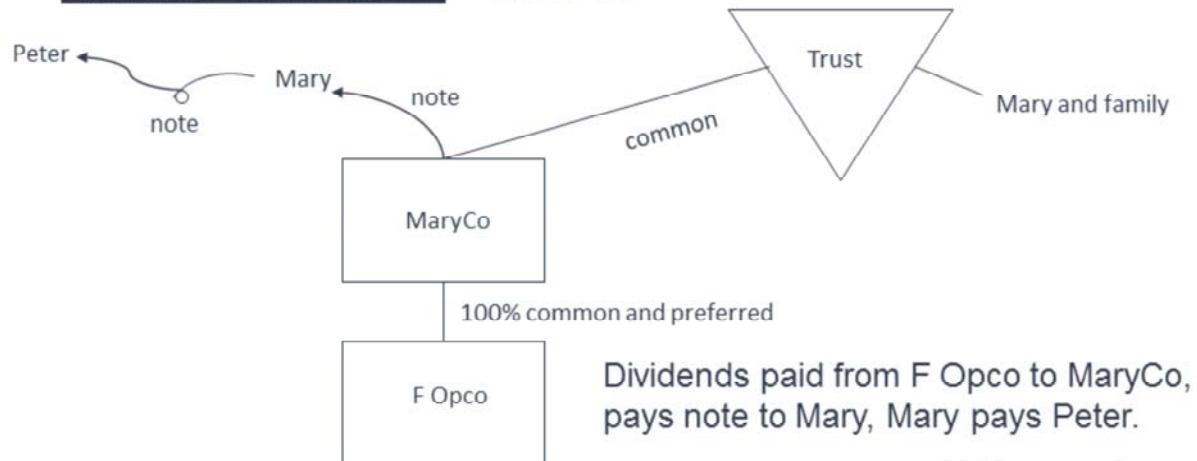 Peter
Mary
note
note
common
Trust
Mary and family
MaryCo
100% common and preferred
F Opco
Dividends paid from F Opco to MaryCo,
pays note to Mary, Mary pays Peter.